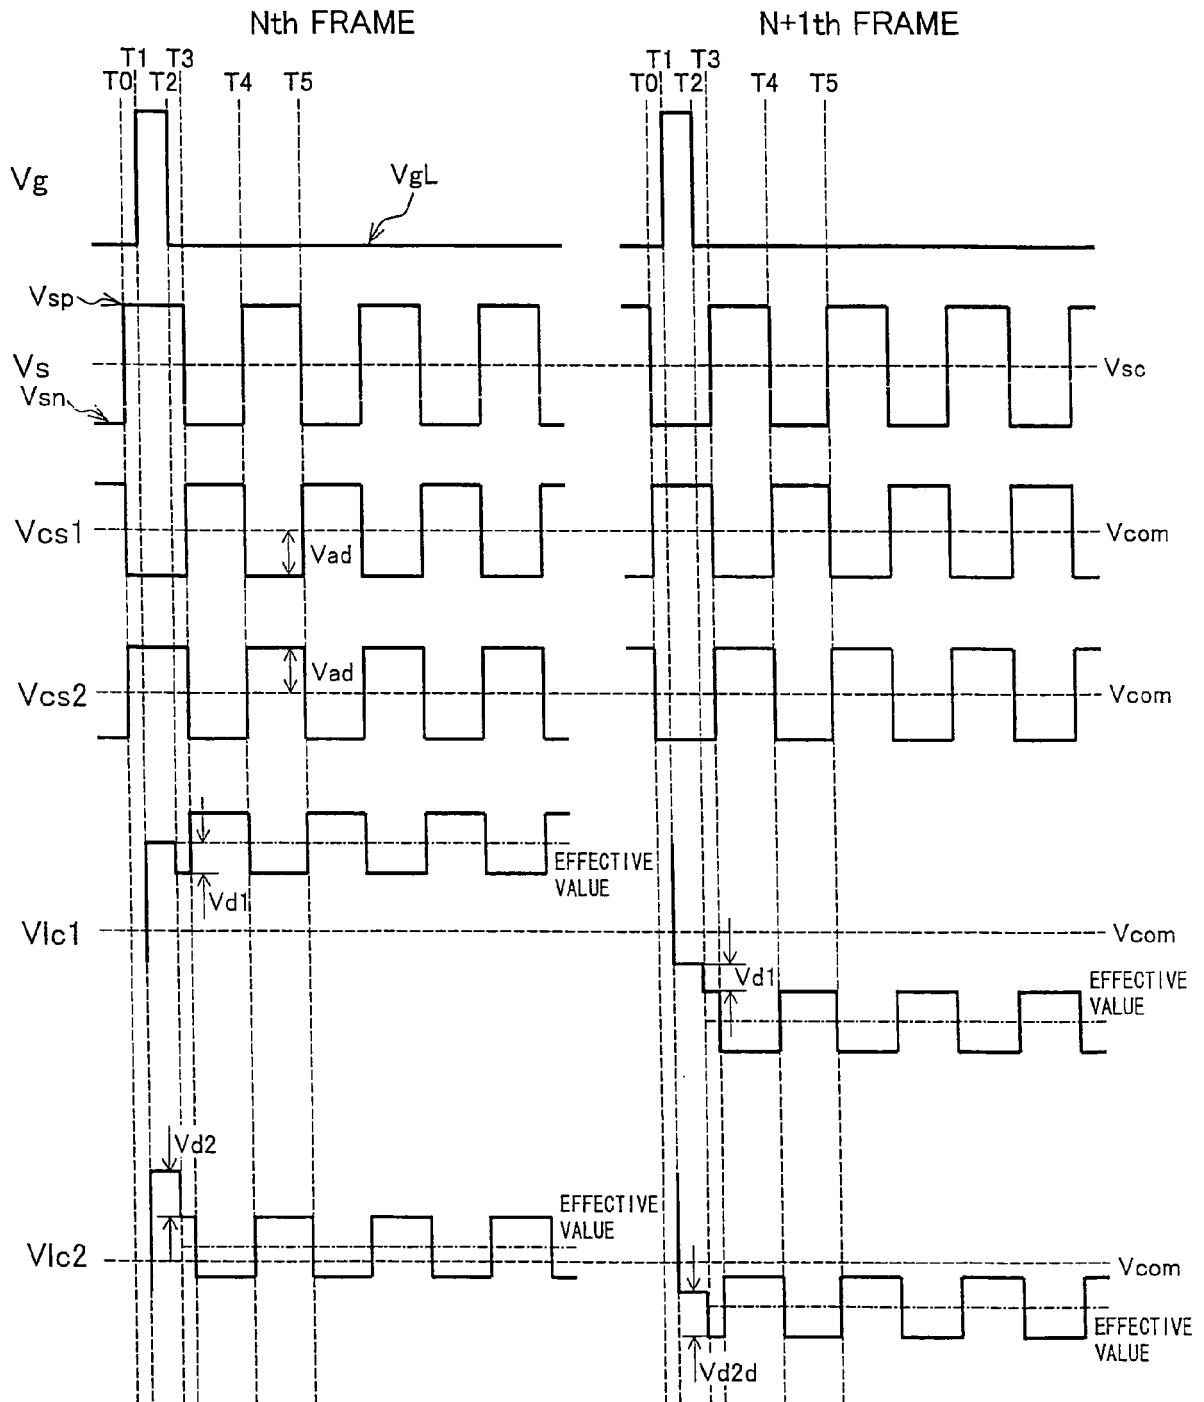 Nth FRAME
N+1th FRAME
T1 T3
T0 T2 T4 T5
T1 T3
T0 T2 T4 T5
Vg
VgL
Vsp
Vs
Vsn
Vsc
Vcs1
Vad
Vcom
Vcs2
Vad
Vcom
EFFECTIVE
VALUE
Vd1
Vlc1
Vcom
Vd1
EFFECTIVE
VALUE
Vd2
EFFECTIVE
VALUE
Vlc2
Vcom
EFFECTIVE
VALUE
Vd2d